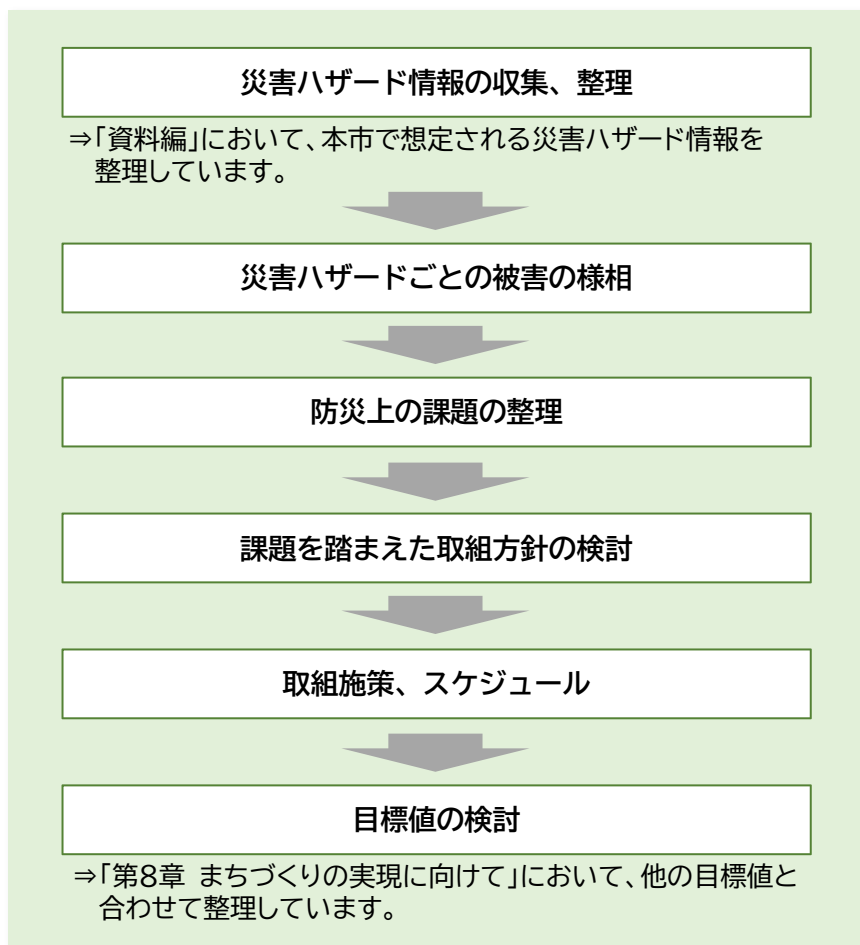 災害ハザード情報の収集、整理
⇒「資料編」において、本市で想定される災害ハザード情報を
整理しています。
災害ハザードごとの被害の様相
防災上の課題の整理
課題を踏まえた取組方針の検討
取組施策、スケジュール
目標値の検討
⇒「第8章 まちづくりの実現に向けて」において、他の目標値と
合わせて整理しています。